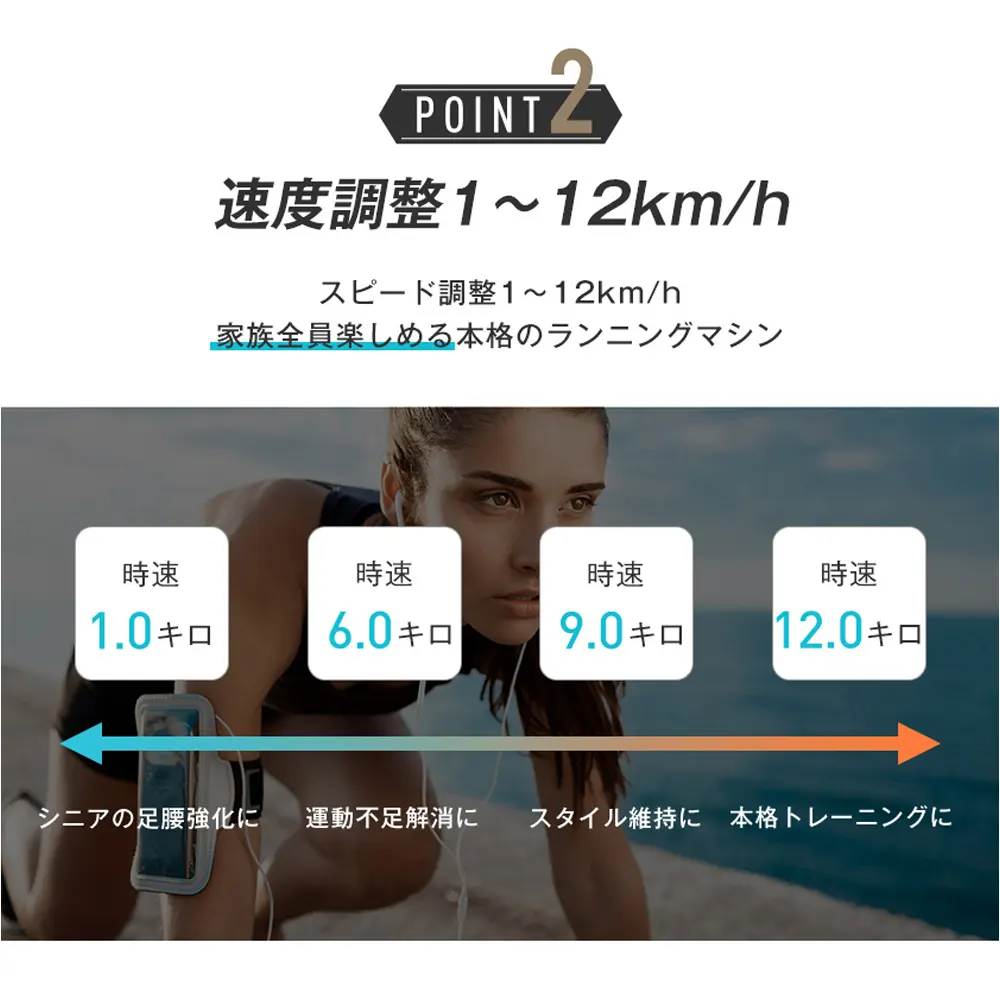 POINT 2
速度調整1～12km/h
スピード調整1～12km/h
家族全員楽しめる本格のランニングマシン
時速
1.0キロ
時速
6.0キロ
時速
9.0キロ
時速
12.0キロ
シニアの足腰強化に
運動不足解消に
スタイル維持に
本格トレーニングに